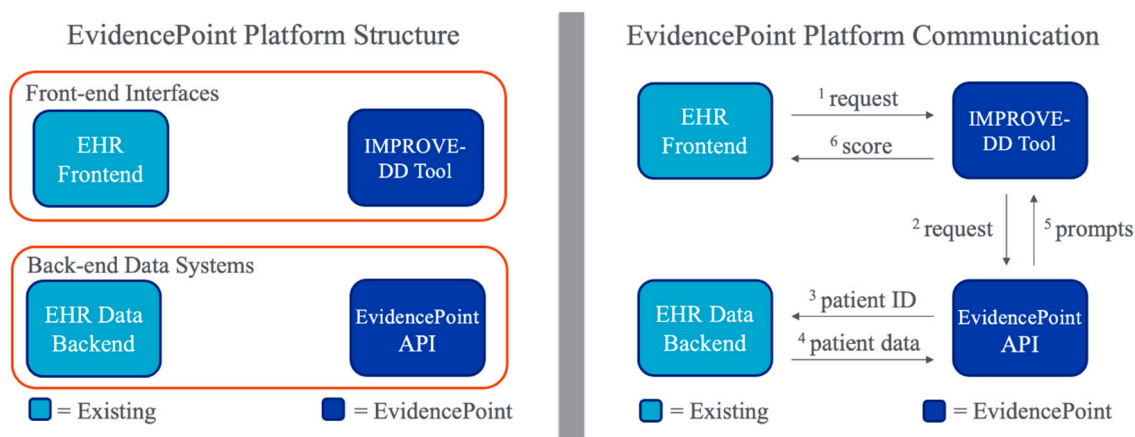 EvidencePoint Platform Structure
Front-end Interfaces
EHR
Frontend
IMPROVE-
DD Tool
Back-end Data Systems
EHR Data
Backend
EvidencePoint
API
= Existing
= EvidencePoint
EvidencePoint Platform Communication
EHR
Frontend
1 request
6 score
IMPROVE-
DD Tool
2 request
5 prompts
EHR Data
Backend
3 patient ID
4 patient data
EvidencePoint
API
= Existing
= EvidencePoint